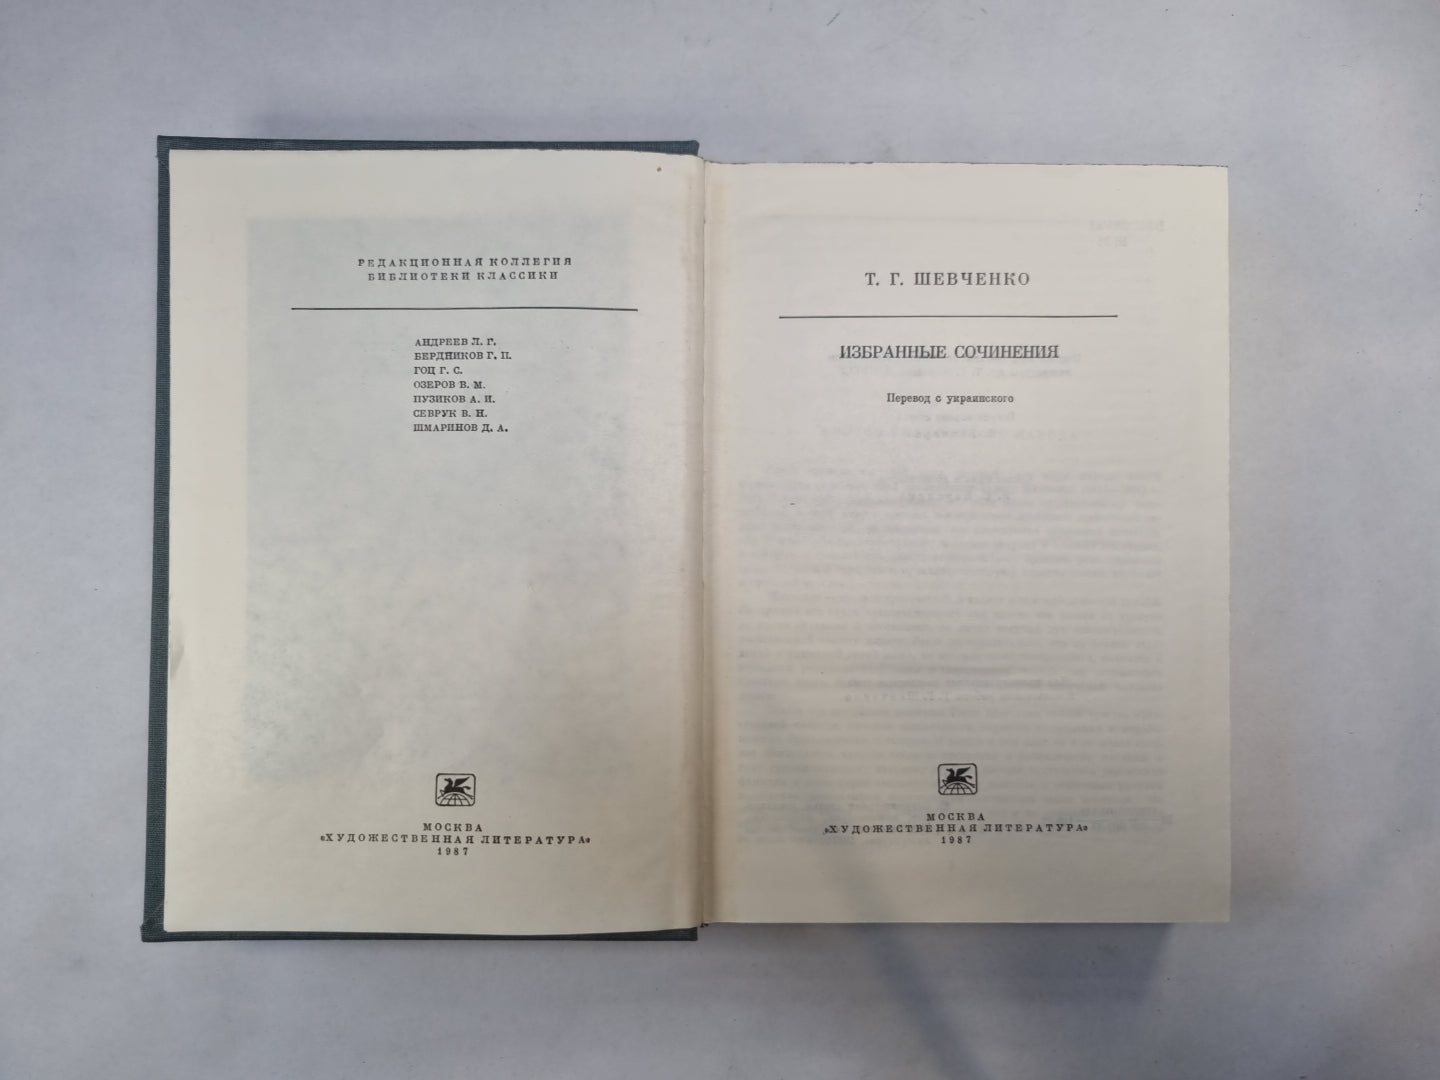 РЕДАКЦИОННАЯ КОЛЛЕГИЯ
БИБЛИОТЕКИ КЛАССИКИ
АНДРЕЕВ Л. Г.
БЕРДНИКОВ Г. П.
ГОЦ Г. С.
ОЗЕРОВ В. М.
ПУЗИКОВ А. И.
СЕВРУК В. Н.
ШМАРИНОВ Д. А.
МОСКВА
«ХУДОЖЕСТВЕННАЯ ЛИТЕРАТУРА»
1987
Т. Г. ШЕВЧЕНКО
ИЗБРАННЫЕ СОЧИНЕНИЯ
Перевод с украинского
МОСКВА
«ХУДОЖЕСТВЕННАЯ ЛИТЕРАТУРА»
1987